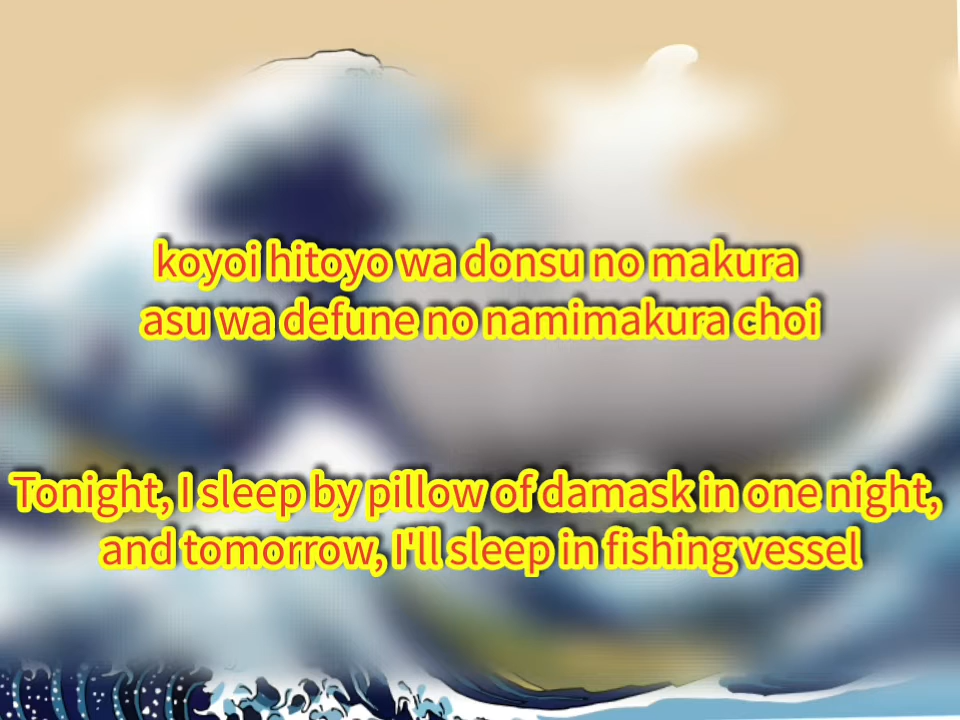 koyoi hitoyo wa donsu no makura
asu wa defune no namimakura choi
Tonight, I sleep by pillow of damask in one night,
and tomorrow, I'll sleep in fishing vessel